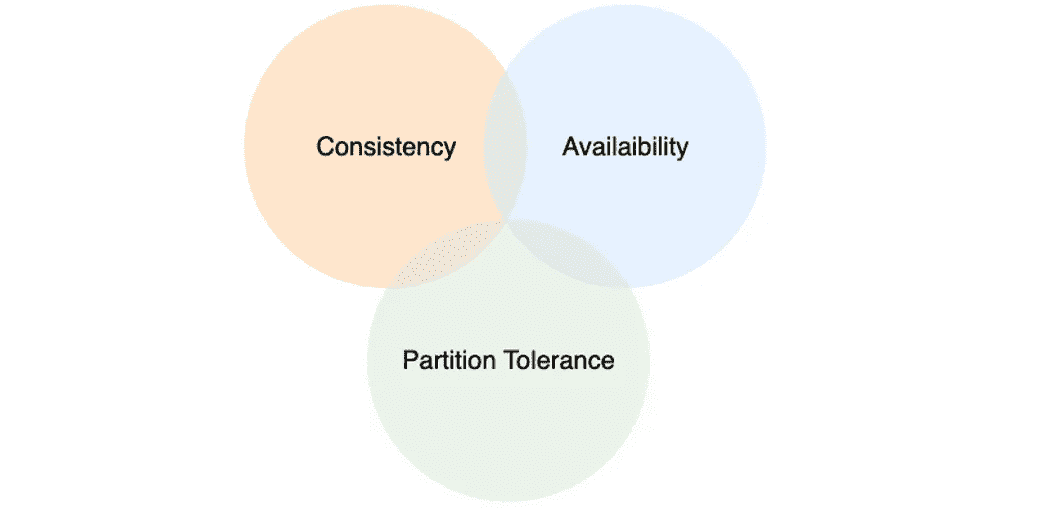 Consistency
Availaibility
Partition Tolerance